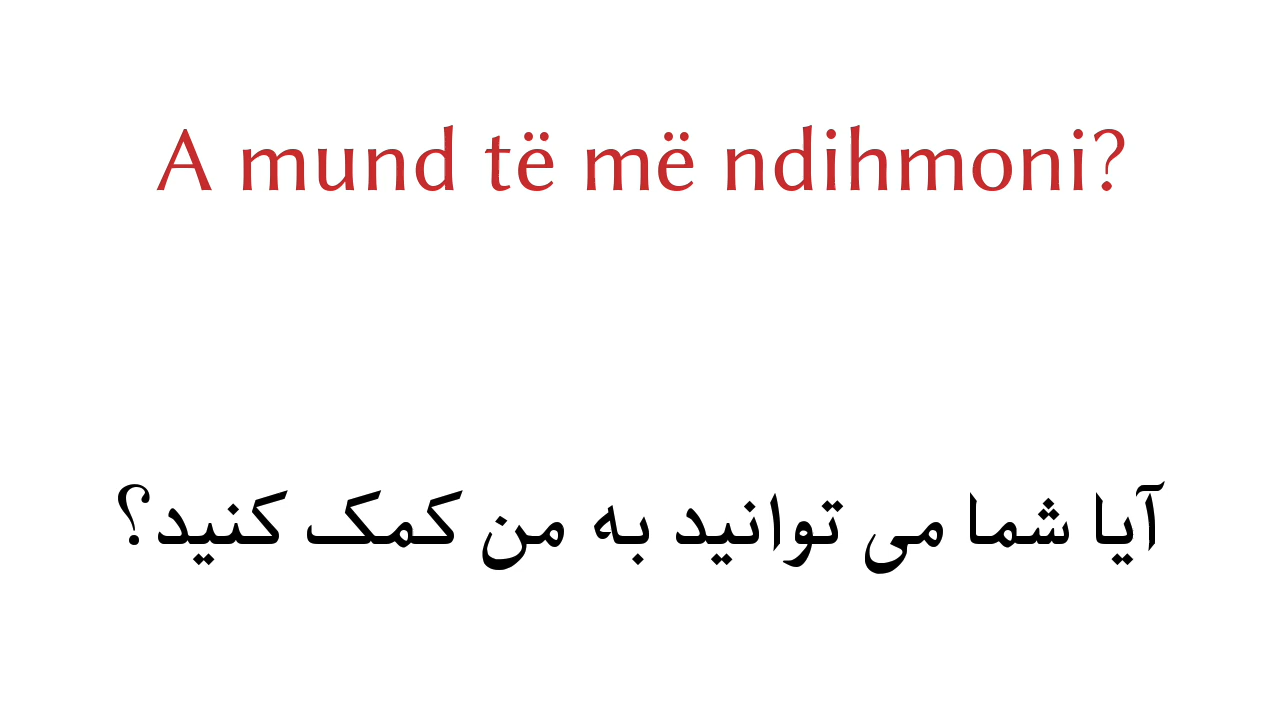 A mund të më ndihmoni?
آیا شما می توانید به من کمک کنید؟